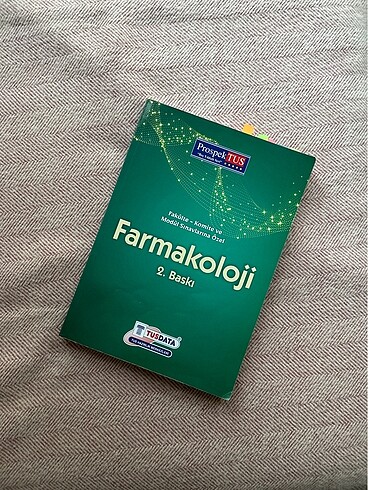 ProspekTUS
Fakülte - Komite ve
Modül Sınavlarına Özel
Farmakoloji
2. Baskı
TUSDATA